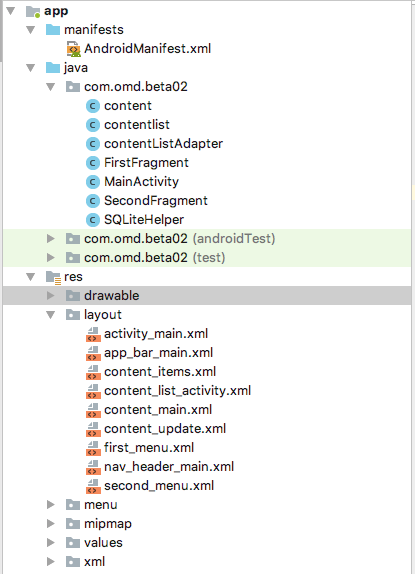 app
manifests
AndroidManifest.xml
java
com.omd.beta02
content
contentlist
contentListAdapter
FirstFragment
MainActivity
SecondFragment
SQLiteHelper
com.omd.beta02 (androidTest)
com.omd.beta02 (test)
res
drawable
layout
activity_main.xml
app_bar_main.xml
content_items.xml
content_list_activity.xml
content_main.xml
content_update.xml
first_menu.xml
nav_header_main.xml
second_menu.xml
menu
mipmap
values
xml